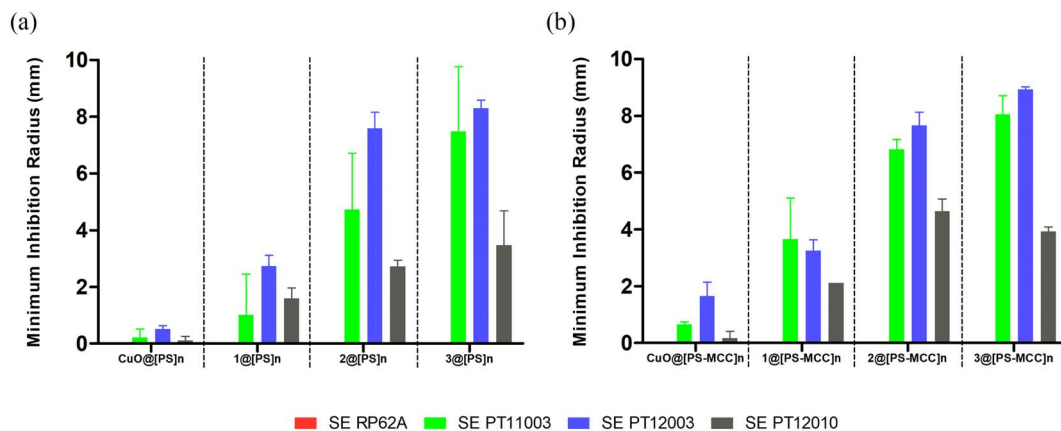 (a)
(b)
Minimum Inhibition Radius (mm)
10
8
6
4
2
0
CuO@[PS]n
1@[PS]n
2@[PS]n
3@[PS]n
Minimum Inhibition Radius (mm)
10
8
6
4
2
0
CuO@[PS-MCC]n
1@[PS-MCC]n
2@[PS-MCC]n
3@[PS-MCC]n
SE RP62A SE PT11003 SE PT12003 SE PT12010